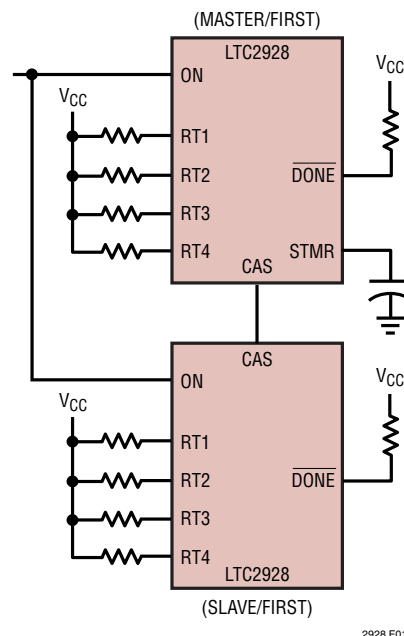 (MASTER/FIRST)
LTC2928
ON
VCC
VCC
RT1
RT2
DONE
RT3
RT4
STMR
CAS
CAS
ON
VCC
VCC
RT1
RT2
DONE
RT3
RT4
LTC2928
(SLAVE/FIRST)